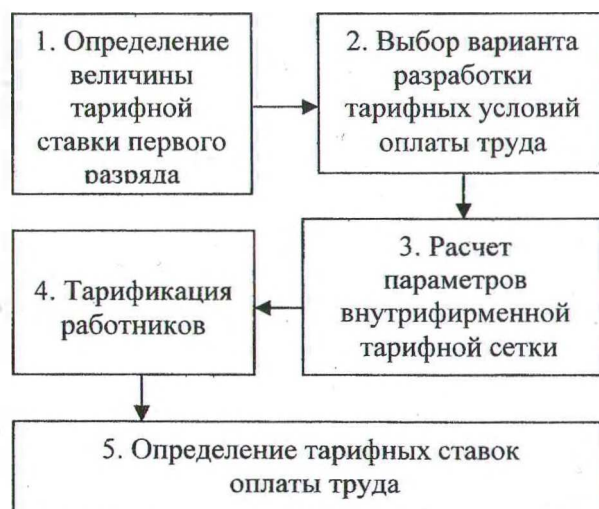 1. Определение
величины
тарифной
ставки первого
разряда
2. Выбор варианта
разработки
тарифных условий
оплаты труда
3. Расчет
параметров
внутрифирменной
тарифной сетки
4. Тарификация
работников
5. Определение тарифных ставок
оплаты труда